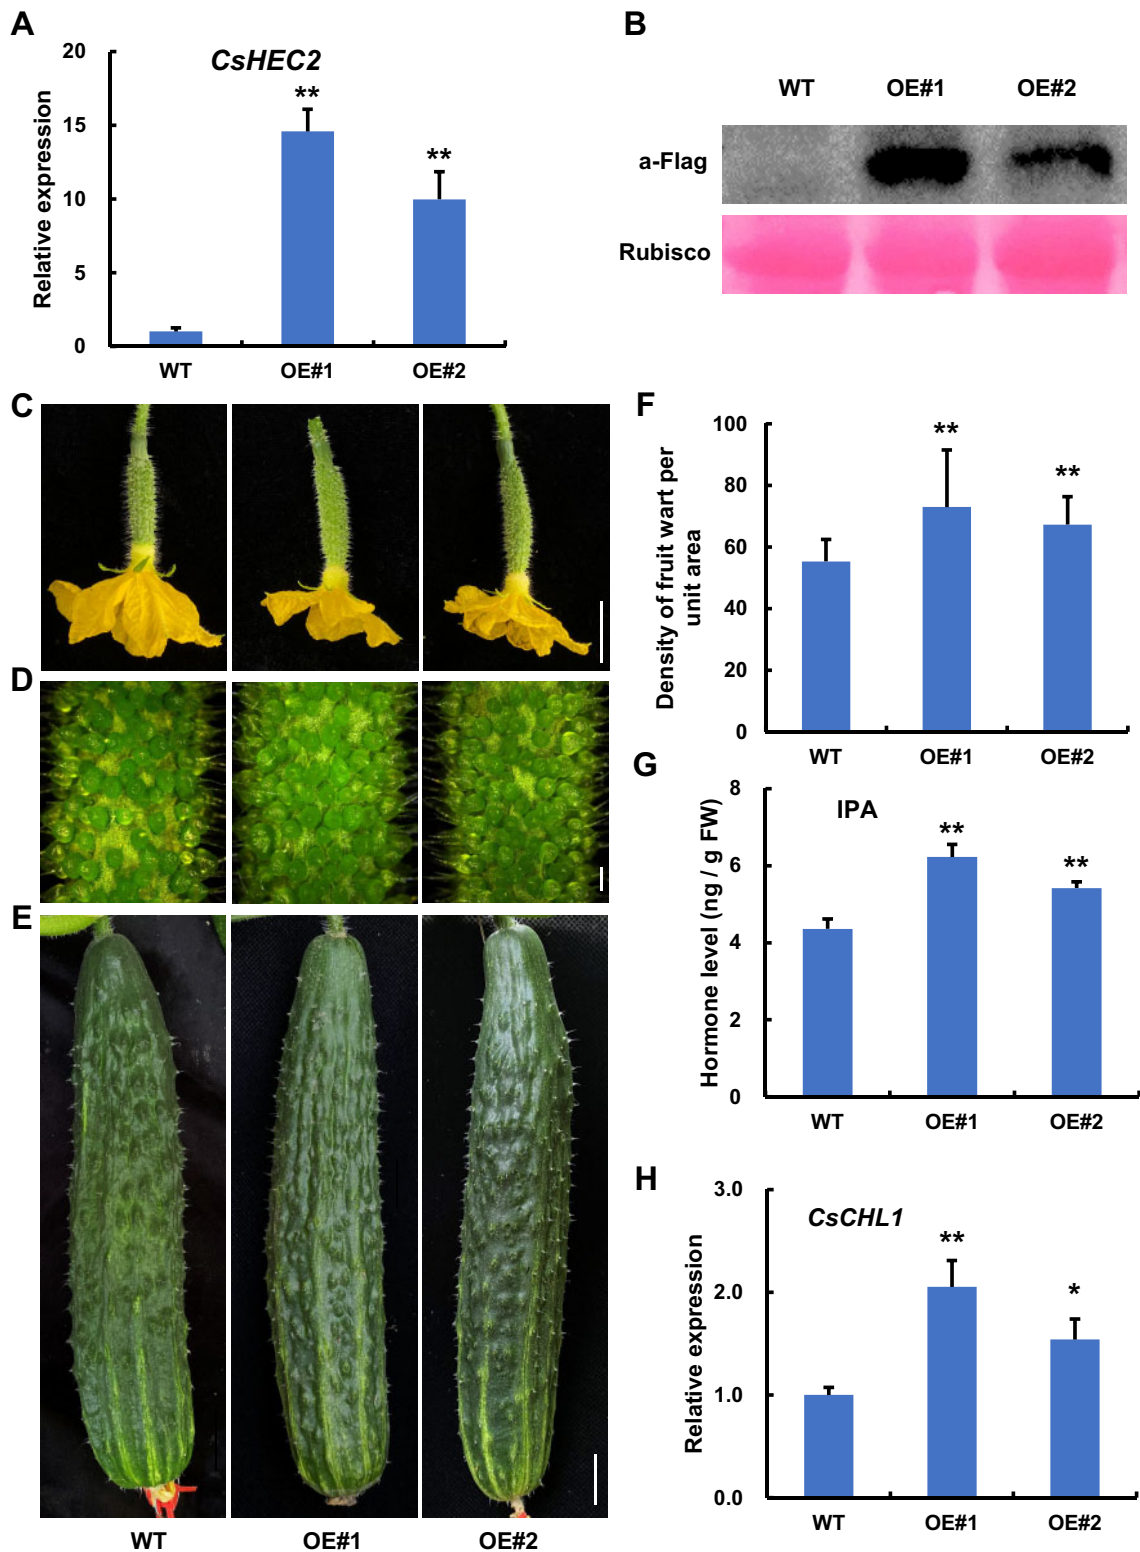 A
CsHEC2
Relative expression
20
15
10
5
0
**
**
WT
OE#1
OE#2
B
WT
OE#1
OE#2
a-Flag
Rubisco
C
D
E
WT
OE#1
OE#2
F
Density of fruit wart per
unit area
100
80
60
40
20
0
**
**
WT
OE#1
OE#2
G
IPA
Hormone level (ng / g FW)
8
6
4
2
0
**
**
WT
OE#1
OE#2
H
CsCHL1
Relative expression
3.0
2.0
1.0
0.0
**
*
WT
OE#1
OE#2